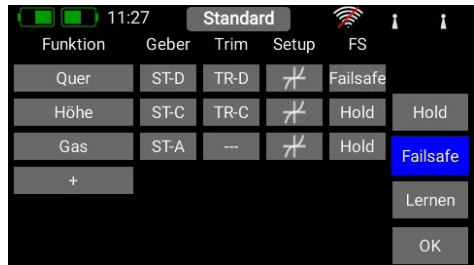 11:27 Standard
Funktion Geber Trim Setup FS
Quer ST-D TR-D Failsafe
Höhe ST-C TR-C Hold Hold
Gas ST-A --- Hold Failsafe
+
Lernen
OK